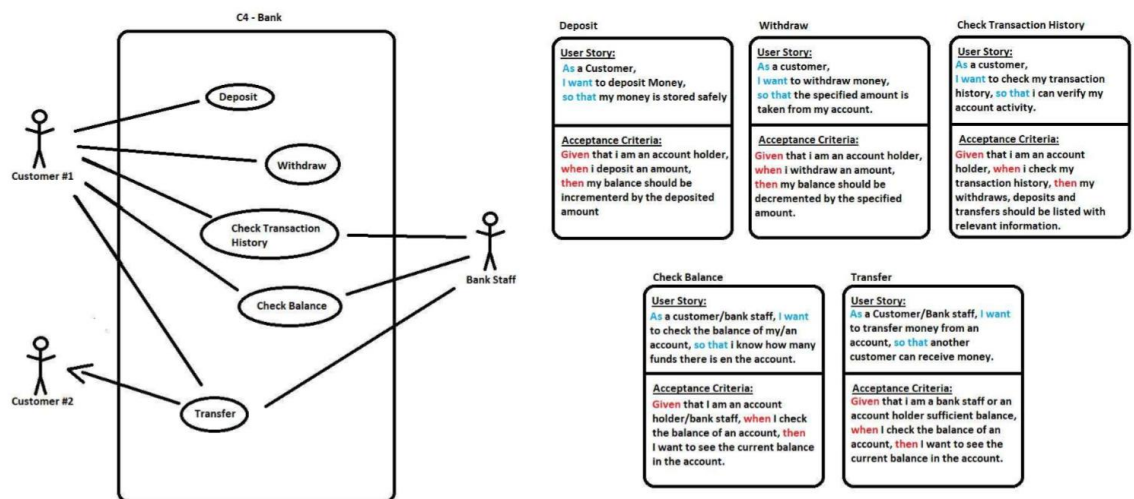 C4 - Bank
Deposit
Withdraw
Customer #1
Check Transaction
History
Bank Staff
Check Balance
Customer #2
Transfer
Deposit
User Story:
As a Customer,
I want to deposit Money,
so that my money is stored safely
Acceptance Criteria:
Given that i am an account holder,
when i deposit an amount,
then my balance should be
incrementerd by the deposited
amount
Withdraw
User Story:
As a customer,
I want to withdraw money,
so that the specified amount is
taken from my account.
Acceptance Criteria:
Given that i am an account holder,
when i withdraw an amount,
then my balance should be
decremented by the specified
amount.
Check Transaction History
User Story:
As a customer,
I want to check my transaction
history, so that i can verify my
account activity.
Acceptance Criteria:
Given that i am an account
holder, when i check my
transaction history, then my
withdraws, deposits and
transfers should be listed with
relevant information.
Check Balance
User Story:
As a customer/bank staff, I want
to check the balance of my/an
account, so that i know how many
funds there is en the account.
Acceptance Criteria:
Given that I am an account
holder/bank staff, when I check
the balance of an account, then
I want to see the current balance
in the account.
Transfer
User Story:
As a Customer/Bank staff, I want
to transfer money from an
account, so that another
customer can receive money.
Acceptance Criteria:
Given that i am a bank staff or an
account holder sufficient balance,
when I check the balance of an
account, then I want to see the
current balance in the account.